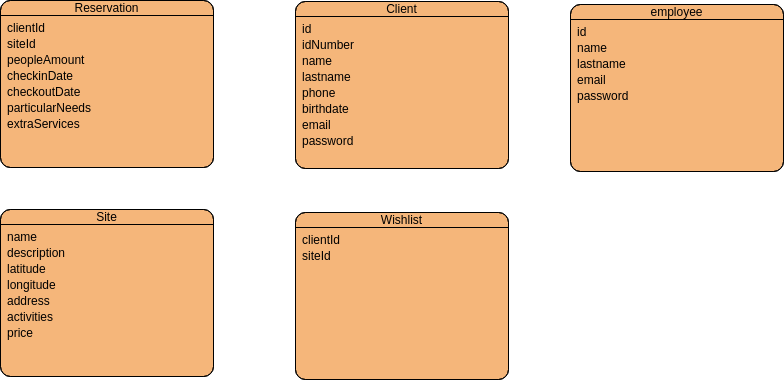 Reservation
clientId
siteId
peopleAmount
checkinDate
checkoutDate
particularNeeds
extraServices
Client
id
idNumber
name
lastname
phone
birthdate
email
password
employee
id
name
lastname
email
password
Site
name
description
latitude
longitude
address
activities
price
Wishlist
clientId
siteId